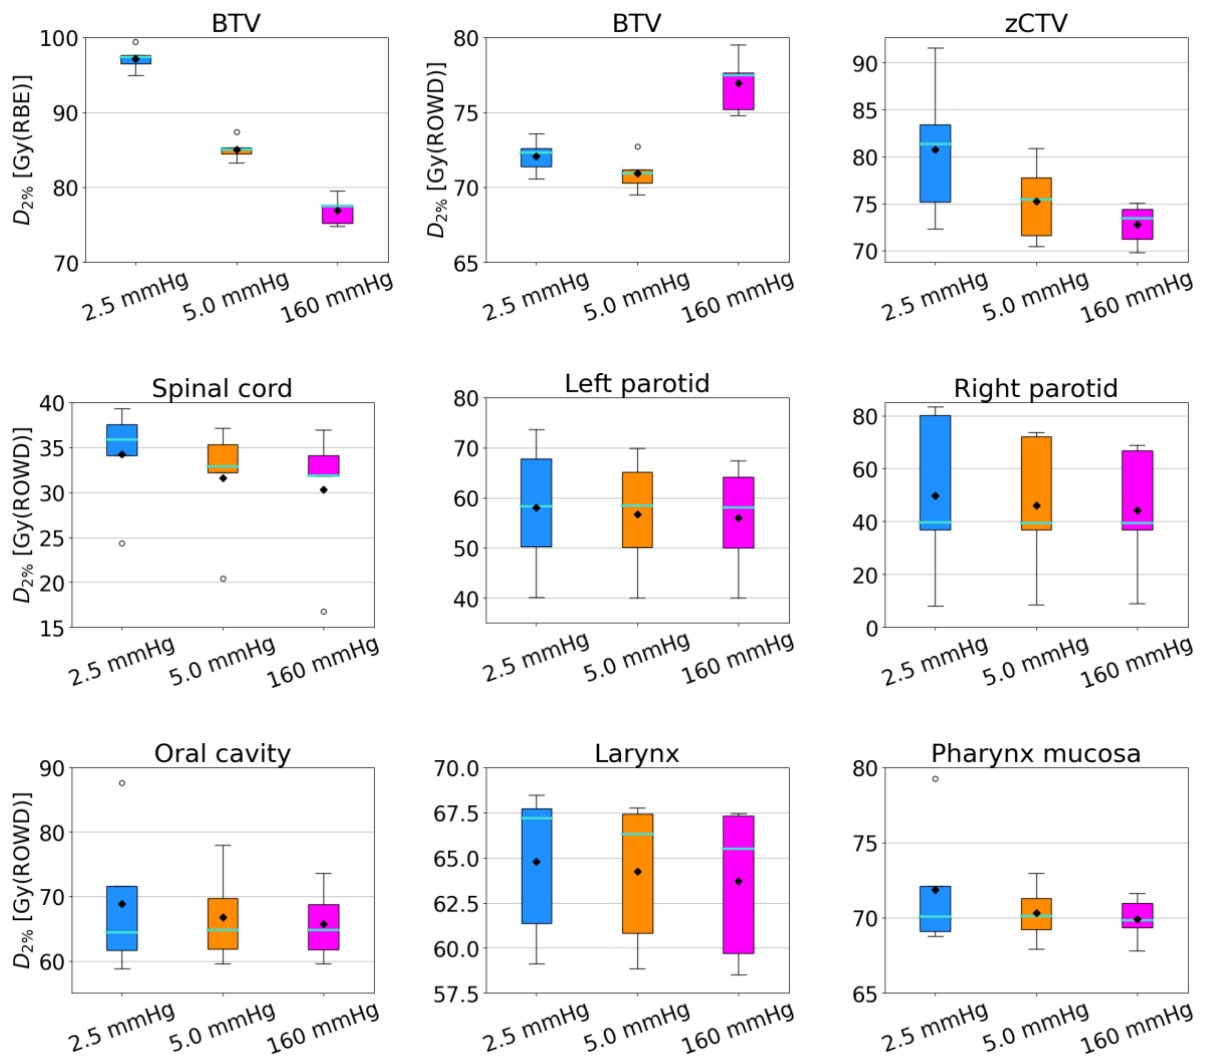 BTV
BTV
zCTV
D2% [Gy(RBE)]
100
90
80
70
D2% [Gy(ROWD)]
80
75
70
65
90
85
80
75
70
2.5 mmHg
5.0 mmHg
160 mmHg
2.5 mmHg
5.0 mmHg
160 mmHg
2.5 mmHg
5.0 mmHg
160 mmHg
Spinal cord
Left parotid
Right parotid
D2% [Gy(ROWD)]
40
35
30
25
20
15
80
70
60
50
40
80
60
40
20
0
2.5 mmHg
5.0 mmHg
160 mmHg
2.5 mmHg
5.0 mmHg
160 mmHg
2.5 mmHg
5.0 mmHg
160 mmHg
Oral cavity
Larynx
Pharynx mucosa
D2% [Gy(ROWD)]
90
80
70
60
70.0
67.5
65.0
62.5
60.0
57.5
80
75
70
65
2.5 mmHg
5.0 mmHg
160 mmHg
2.5 mmHg
5.0 mmHg
160 mmHg
2.5 mmHg
5.0 mmHg
160 mmHg